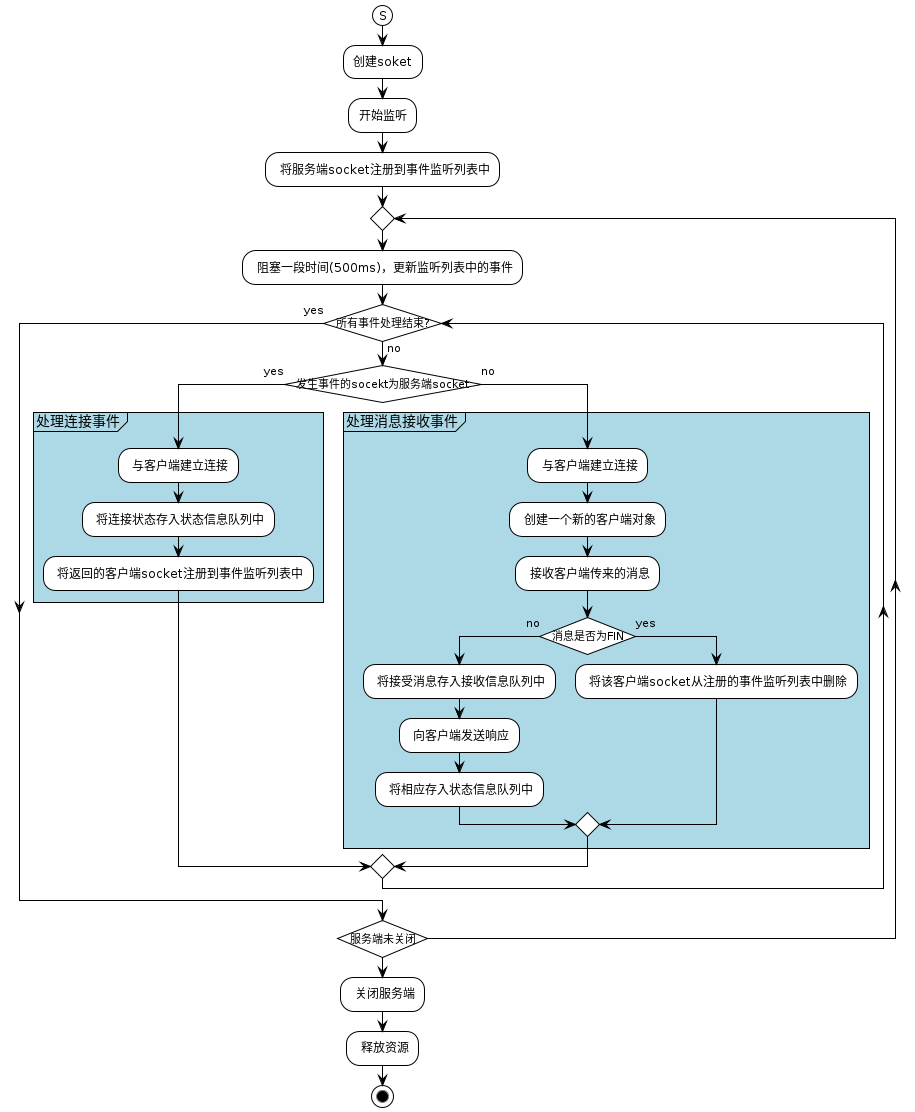 S
创建soket
开始监听
将服务端socket注册到事件监听列表中
阻塞一段时间(500ms)，更新监听列表中的事件
yes
所有事件处理结束?
no
yes
发生事件的socekt为服务端socket
no
处理连接事件
与客户端建立连接
将连接状态存入状态信息队列中
将返回的客户端socket注册到事件监听列表中
处理消息接收事件
与客户端建立连接
创建一个新的客户端对象
接收客户端传来的消息
no
消息是否为FIN
yes
将接受消息存入接收信息队列中
向客户端发送响应
将相应存入状态信息队列中
将该客户端socket从注册的事件监听列表中删除
服务端未关闭
关闭服务端
释放资源